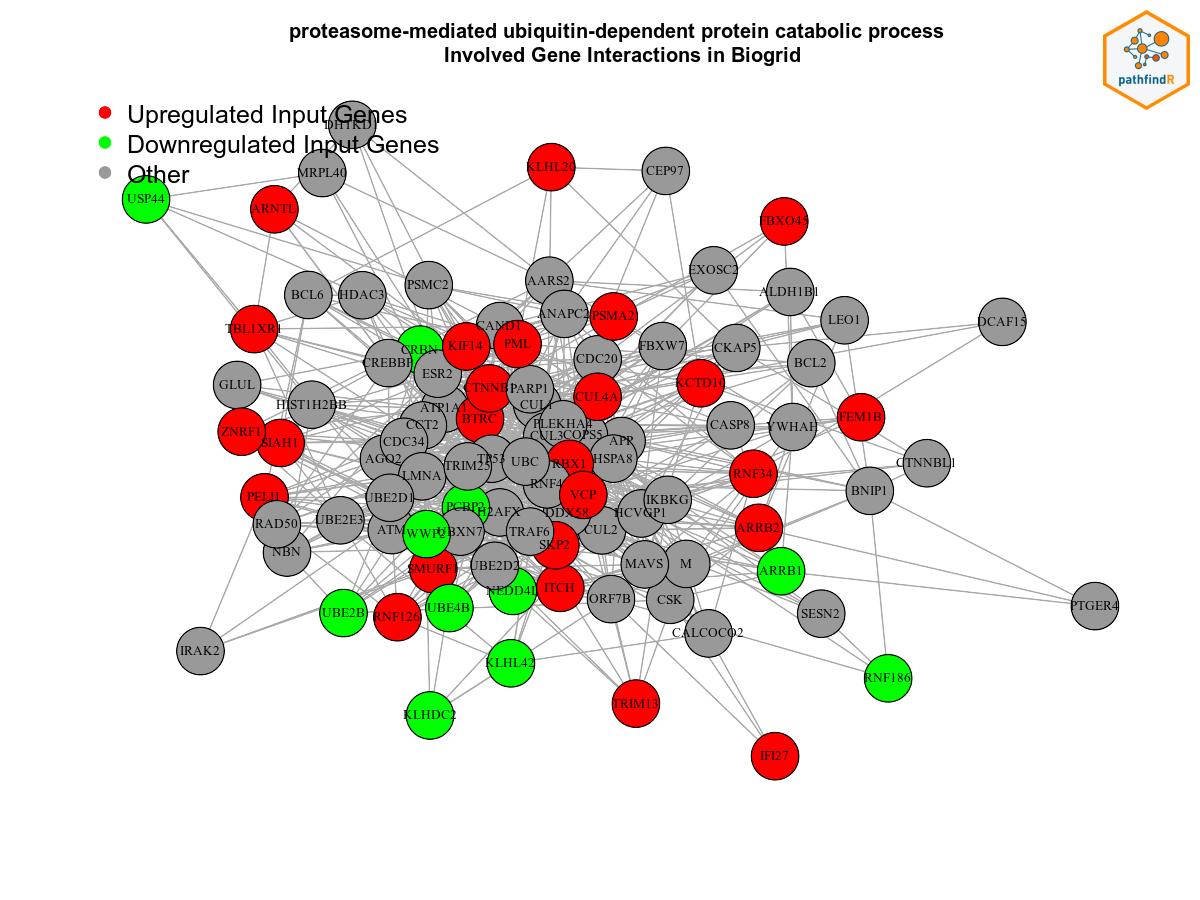 proteasome-mediated ubiquitin-dependent protein catabolic process
Involved Gene Interactions in Biogrid
pathfindR
Upregulated Input Genes
Downregulated Input Genes
Other
DHTKD
MRPL40
KLHL20
CEP97
USP44
ARNTL
FBXO45
EXOSC2
AARS2
PSMC2
ALDH1B1
BCL6
HDAC3
ANAPC2
PSMA2
LEO1
DCAF15
CAND1
TBL1XR1
CRBN
KIF14
PML
FBXW7
CKAP5
CDC20
BCL2
CREBBP
ESR2
GLUL
CTNNB
PARP1
KCTD10
CUL4A
HIST1H2BB
ATP1A1
CUL1
BTRC
CCT2
PLEKHA4
FEM1B
CASP8
YWHAH
ZNRF1
SIAH1
CDC34
CUL3
COPS5
APP
AGO2
TP53
UBC
RBX1
HSPA8
CTNNBL1
TRIM25
LMNA
RNF34
RNF4
BNIP1
PELI1
UBE2D1
VCP
IKBKG
PCBP2
H2AFX
DDX58
HCVGP1
RAD50
UBE2E3
ATM
WWP2
UBXN7
TRAF6
CUL2
ARRB2
SKP2
NBN
UBE2D2
MAVS
M
SMURF1
ARRB1
ITCH
NEDD4L
ORF7B
CSK
UBE2B
RNF126
UBE4B
SESN2
PTGER4
CALCOCO2
IRAK2
KLHL42
RNF186
TRIM13
KLHDC2
IFI27